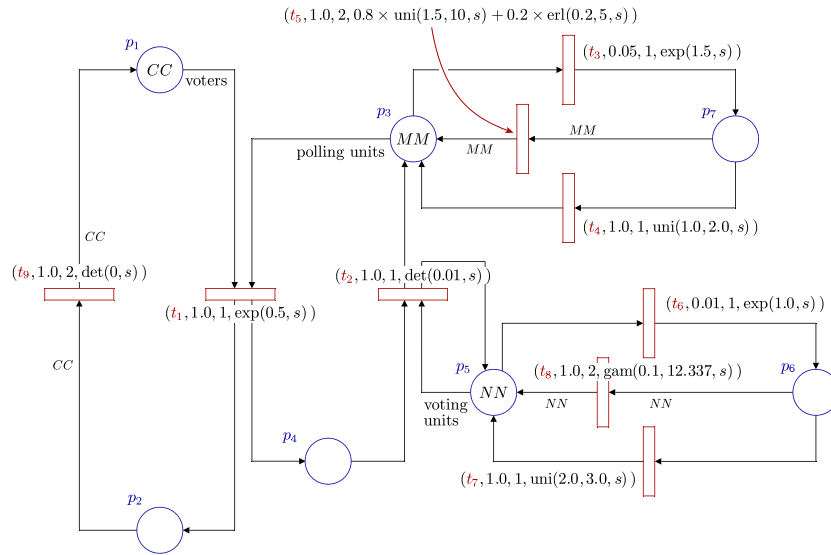 (t5, 1.0, 2, 0.8 × uni(1.5, 10, s) + 0.2 × erl(0.2, 5, s))
p1
CC
voters
(t3, 0.05, 1, exp(1.5, s))
p3
p7
MM
MM
MM
polling units
(t4, 1.0, 1, uni(1.0, 2.0, s))
CC
(t9, 1.0, 2, det(0, s))
(t2, 1.0, 1, det(0.01, s))
(t1, 1.0, 1, exp(0.5, s))
(t6, 0.01, 1, exp(1.0, s))
CC
p5
(t8, 1.0, 2, gam(0.1, 12.337, s))
p6
NN
NN
NN
voting
units
p4
(t7, 1.0, 1, uni(2.0, 3.0, s))
p2